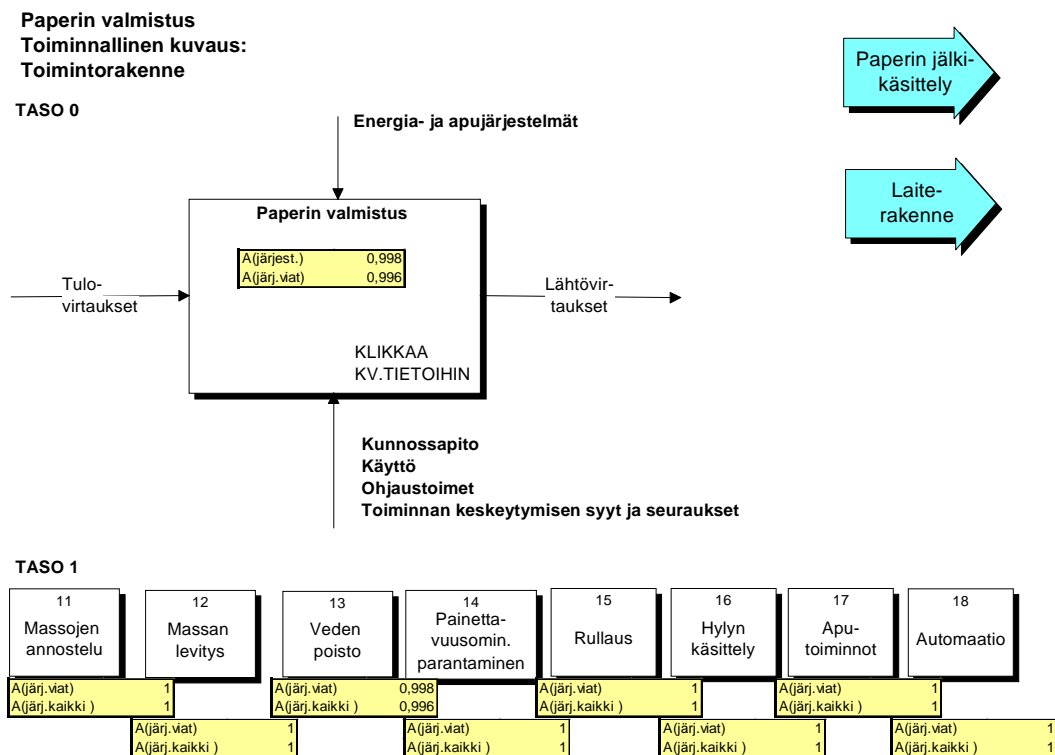 Paperin valmistus
Toiminnallinen kuvaus:
Toimintorakenne
Paperin jälki-
käsittely
TASO 0
Energia- ja apujärjestelmät
Laite-
rakenne
Paperin valmistus
A(järjest.) 0,998
A(järj.viat) 0,996
Tulo-
virtaukset
Lähtövir-
taukset
KLIKKAA
KV.TIETOIHIN
Kunnossapito
Käyttö
Ohjaustoimet
Toiminnan keskeytymisen syyt ja seuraukset
TASO 1
11
Massojen
annostelu
12
Massan
levitys
13
Veden
poisto
14
Painetta-
vuusomin.
parantaminen
15
Rullaus
16
Hylyn
käsittely
17
Apu-
toiminnot
18
Automaatio
A(järj.viat) 1
A(järj.kaikki ) 1
A(järj.viat) 1
A(järj.kaikki ) 1
A(järj.viat) 0,998
A(järj.kaikki ) 0,996
A(järj.viat) 1
A(järj.kaikki ) 1
A(järj.viat) 1
A(järj.kaikki ) 1
A(järj.viat) 1
A(järj.kaikki ) 1
A(järj.viat) 1
A(järj.kaikki ) 1
A(järj.viat) 1
A(järj.kaikki ) 1